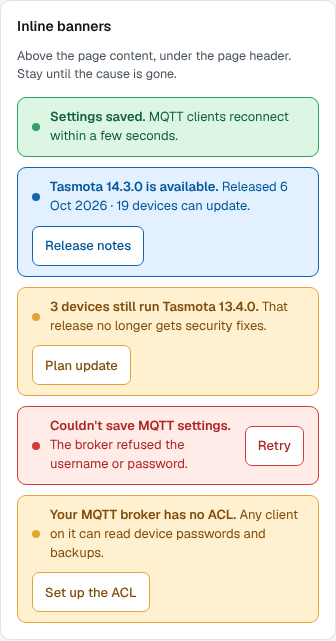 Inline banners
Above the page content, under the page header.
Stay until the cause is gone.
Settings saved. MQTT clients reconnect
within a few seconds.
Tasmota 14.3.0 is available. Released 6
Oct 2026 · 19 devices can update.
Release notes
3 devices still run Tasmota 13.4.0. That
release no longer gets security fixes.
Plan update
Couldn't save MQTT settings.
The broker refused the
username or password.
Retry
Your MQTT broker has no ACL. Any client
on it can read device passwords and
backups.
Set up the ACL